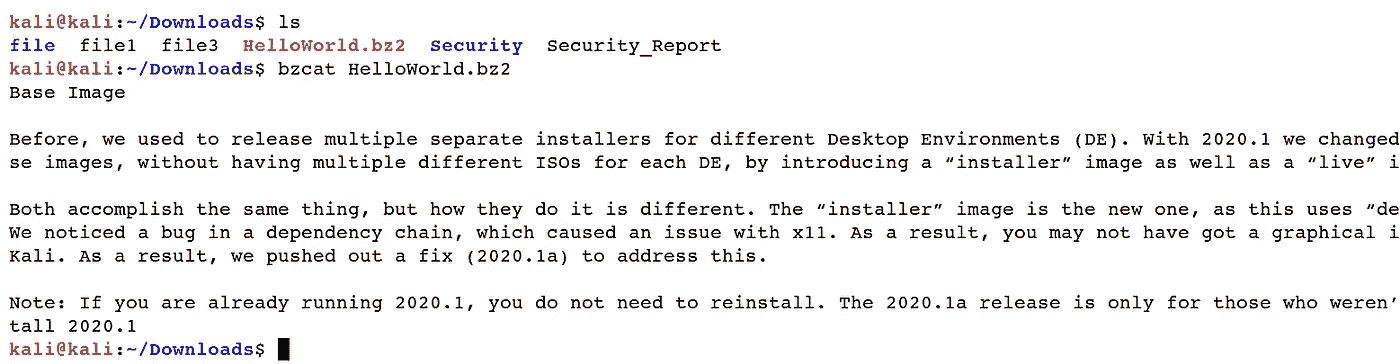 kali@kali:~/Downloads$ ls
file file1 file3 HelloWorld.bz2 Security Security_Report
kali@kali:~/Downloads$ bzcat HelloWorld.bz2
Base Image
Before, we used to release multiple separate installers for different Desktop Environments (DE). With 2020.1 we changed
se images, without having multiple different ISOs for each DE, by introducing a “installer” image as well as a “live” i
Both accomplish the same thing, but how they do it is different. The “installer” image is the new one, as this uses “de
We noticed a bug in a dependency chain, which caused an issue with x11. As a result, you may not have got a graphical i
Kali. As a result, we pushed out a fix (2020.1a) to address this.
Note: If you are already running 2020.1, you do not need to reinstall. The 2020.1a release is only for those who weren’
tall 2020.1
kali@kali:~/Downloads$